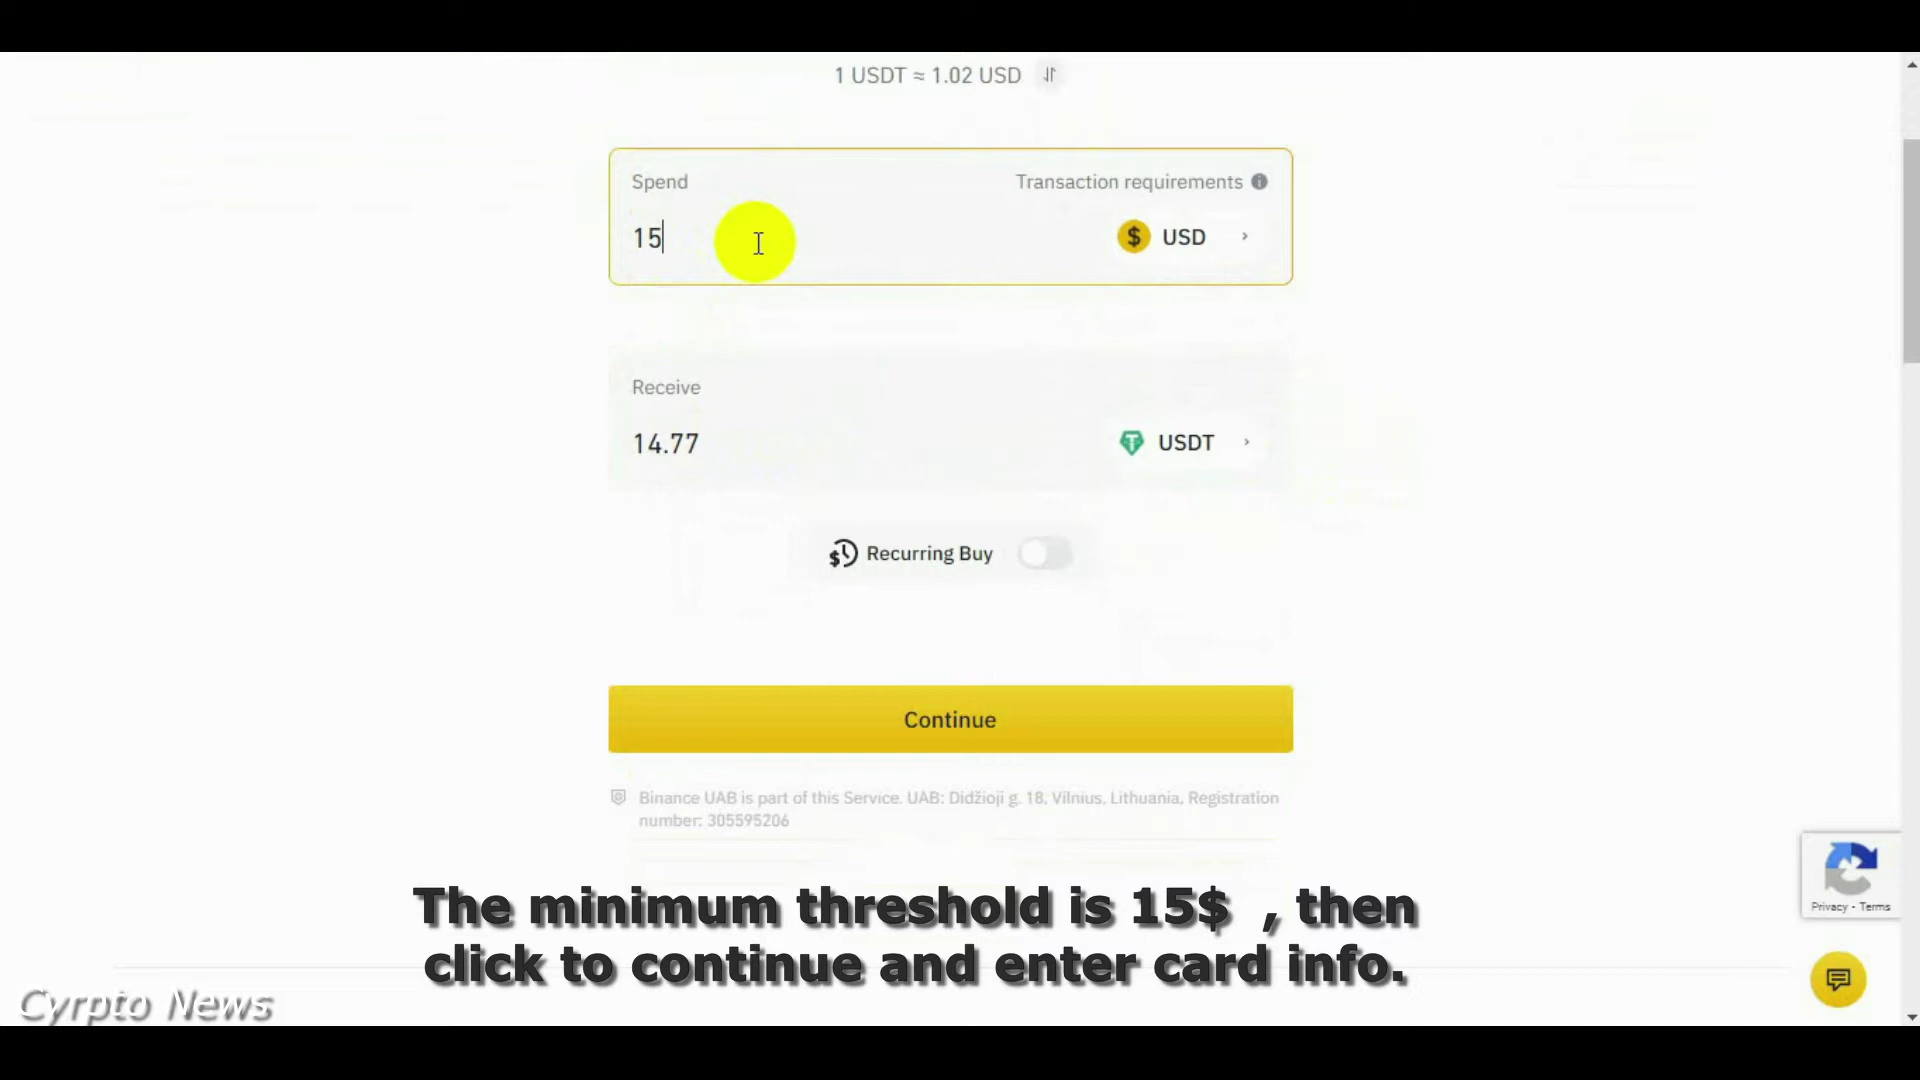 1 USDT ≈ 1.02 USD
Spend
Transaction requirements
15
USD
Receive
14.77
USDT
Recurring Buy
Continue
Binance UAB is part of this Service. UAB: Didžioji g. 18, Vilnius, Lithuania, Registration
number: 305595206
Privacy - Terms
The minimum threshold is 15$ , then
click to continue and enter card info.
Cyrpto News